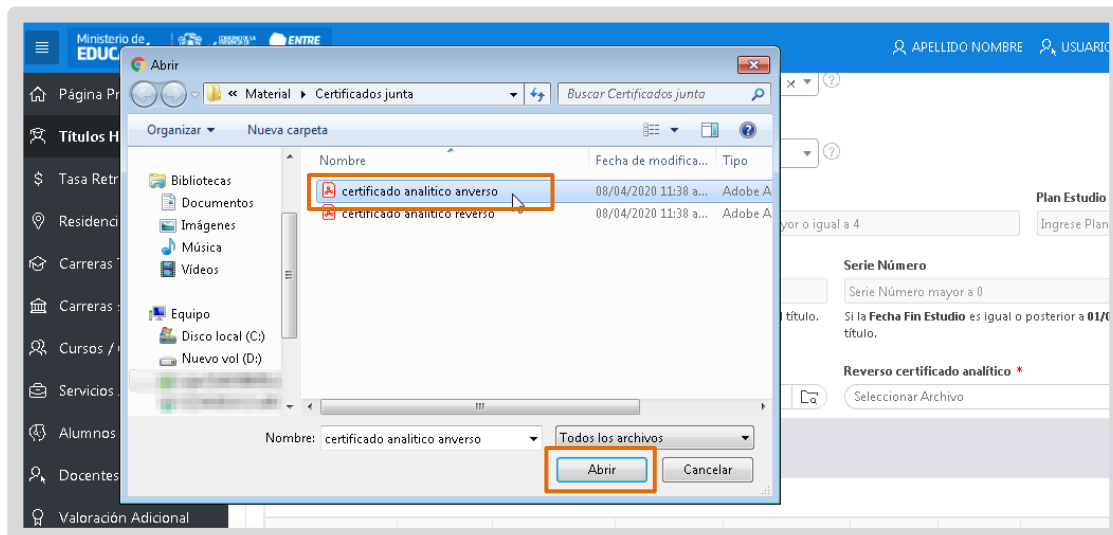 Ministerio de
EDUC
ENTRE
APELLIDO NOMBRE
USUARIO
Página Pr
Títulos H
Tasa Retr
Residenci
Carreras
Carreras
Cursos /
Servicios
Alumnos
Docentes
Valoración Adicional
Abrir
« Material Certificados junta
Buscar Certificados junta
Organizar Nueva carpeta
Nombre Fecha de modifica... Tipo
certificado analitico anverso 08/04/2020 11:38 a... Adobe A
certificado analitico reverso 08/04/2020 11:38 a... Adobe A
Bibliotecas
Documentos
Imágenes
Música
Vídeos
Equipo
Disco local (C:)
Nuevo vol (D:)
Nombre: certificado analitico anverso
Todos los archivos
Abrir Cancelar
Plan Estudio
yor o igual a 4
Ingrese Plan
Serie Número
Serie Número mayor a 0
título.
Si la Fecha Fin Estudio es igual o posterior a 01/0
título.
Reverso certificado analítico *
Seleccionar Archivo